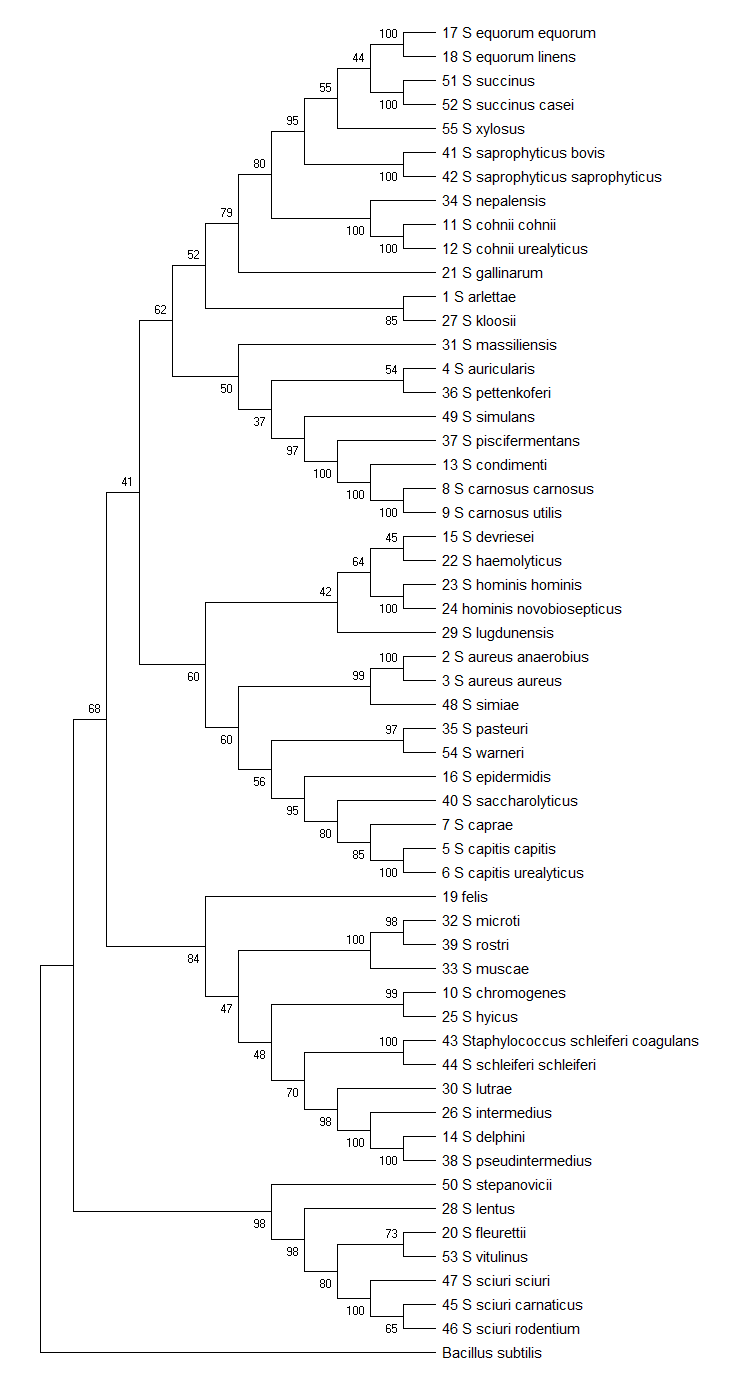 100
17 S equorum equorum
44
18 S equorum linens
55
51 S succinus
100
52 S succinus casei
95
55 S xylosus
80
41 S saprophyticus bovis
100
42 S saprophyticus saprophyticus
79
34 S nepalensis
100
11 S cohnii cohnii
100
12 S cohnii urealyticus
52
21 S gallinarum
62
1 S arlettae
85
27 S kloosii
31 S massiliensis
50
54
4 S auricularis
36 S pettenkoferi
37
49 S simulans
97
37 S piscifermentans
100
13 S condimenti
41
100
8 S carnosus carnosus
100
9 S carnosus utilis
45
15 S devriesei
64
22 S haemolyticus
42
23 S hominis hominis
100
24 hominis novobiosepticus
29 S lugdunensis
60
100
2 S aureus anaerobius
99
3 S aureus aureus
68
48 S simiae
60
97
35 S pasteuri
54 S warneri
56
16 S epidermidis
95
40 S saccharolyticus
80
7 S caprae
85
5 S capitis capitis
100
6 S capitis urealyticus
19 felis
84
98
32 S microti
100
39 S rostri
33 S muscae
47
99
10 S chromogenes
25 S hyicus
48
100
43 Staphylococcus schleiferi coagulans
44 S schleiferi schleiferi
70
30 S lutrae
98
26 S intermedius
100
14 S delphini
100
38 S pseudintermedius
50 S stepanovicii
98
28 S lentus
98
73
20 S fleurettii
53 S vitulinus
80
47 S sciuri sciuri
100
45 S sciuri carnaticus
65
46 S sciuri rodentium
Bacillus subtilis